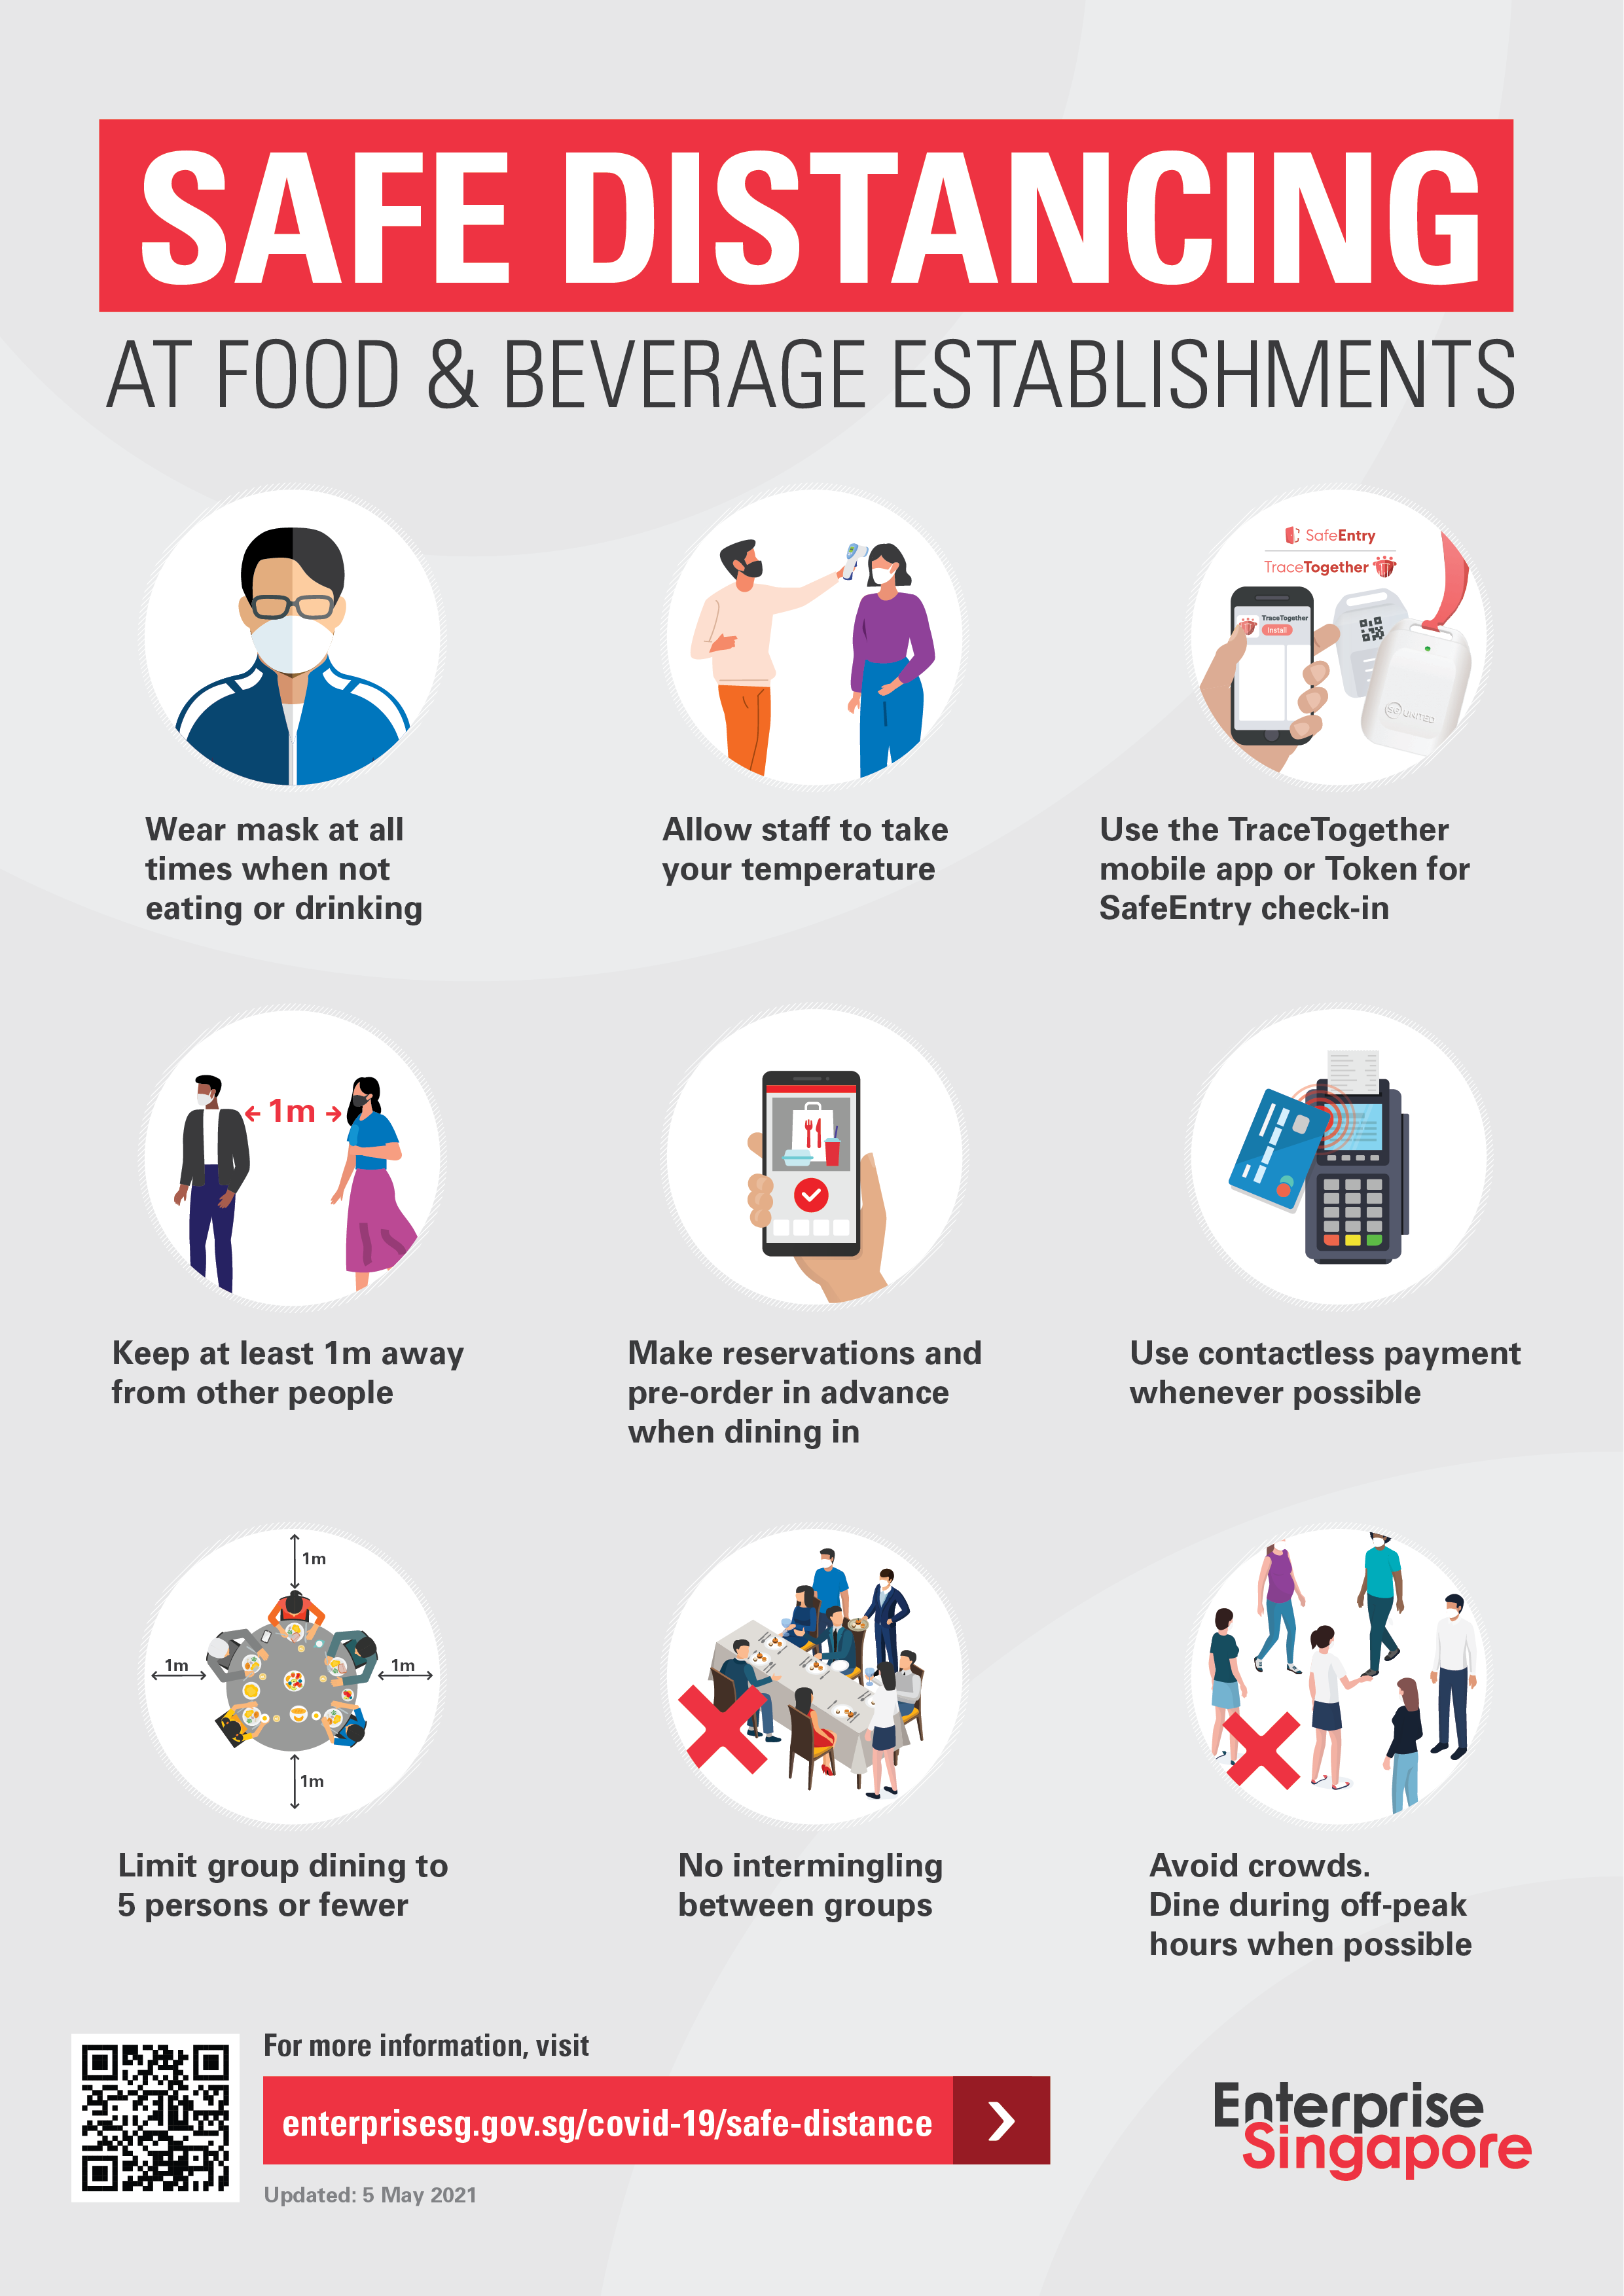 SAFE DISTANCING
AT FOOD & BEVERAGE ESTABLISHMENTS
SafeEntry
TraceTogether
TraceTogether
Install
SG UNITED
Wear mask at all
times when not
eating or drinking
Allow staff to take
your temperature
Use the TraceTogether
mobile app or Token for
SafeEntry check-in
1m
Keep at least 1m away
from other people
Make reservations and
pre-order in advance
when dining in
Use contactless payment
whenever possible
1m
1m
1m
1m
Limit group dining to
5 persons or fewer
No intermingling
between groups
Avoid crowds.
Dine during off-peak
hours when possible
For more information, visit
enterprisesg.gov.sg/covid-19/safe-distance
Updated: 5 May 2021
Enterprise
Singapore